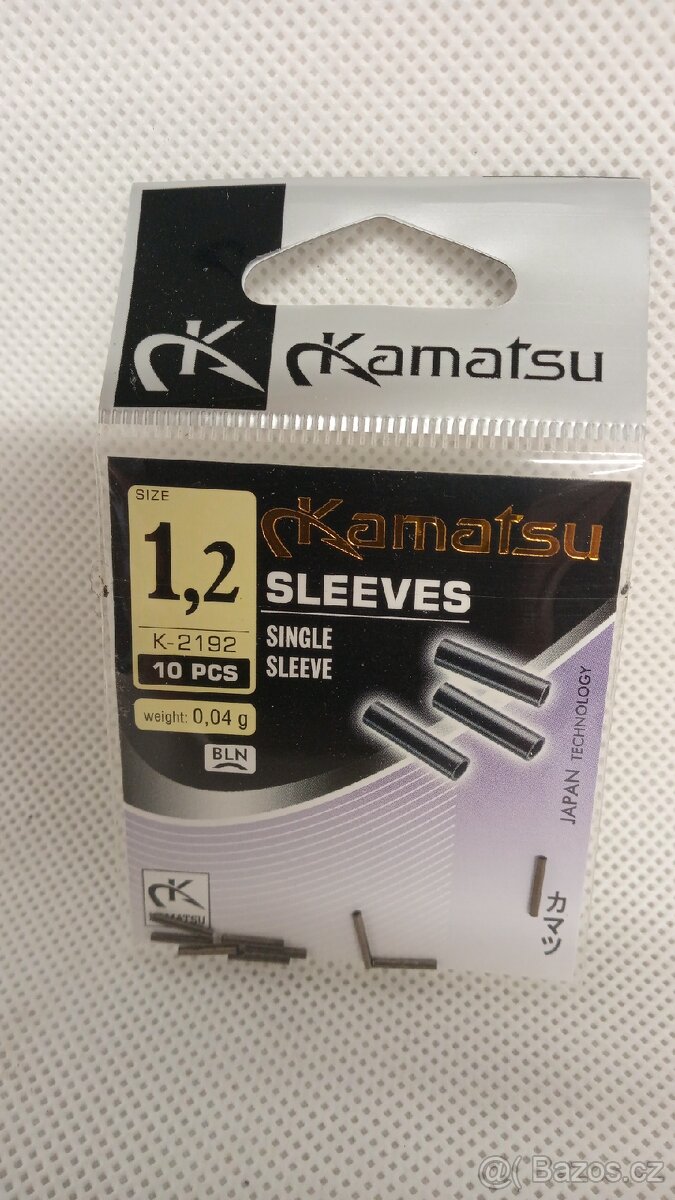 Kamatsu
SIZE
1,2
K-2192
10 PCS
weight: 0,04 g
BLN
Kamatsu
SLEEVES
SINGLE
SLEEVE
JAPAN TECHNOLOGY
カマツ
KAMATSU
@( Bazos.cz